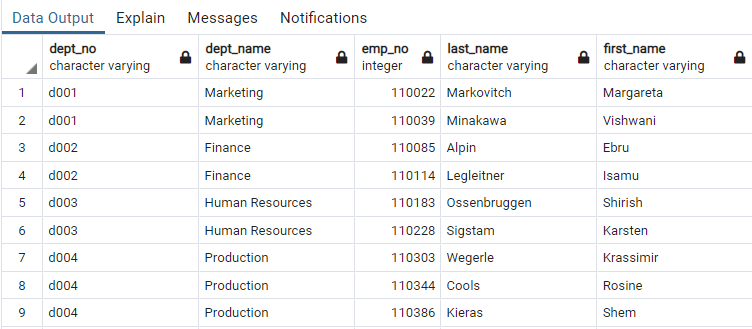 Data Output Explain Messages Notifications
dept_no dept_name emp_no last_name first_name
character varying character varying integer character varying character varying
1 d001 Marketing 110022 Markovitch Margareta
2 d001 Marketing 110039 Minakawa Vishwani
3 d002 Finance 110085 Alpin Ebru
4 d002 Finance 110114 Legleitner Isamu
5 d003 Human Resources 110183 Ossenbruggen Shirish
6 d003 Human Resources 110228 Sigstam Karsten
7 d004 Production 110303 Wegerle Krassimir
8 d004 Production 110344 Cools Rosine
9 d004 Production 110386 Kieras Shem